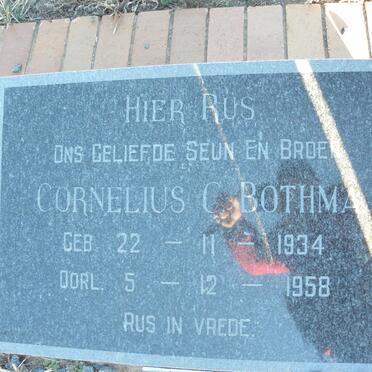 HIER RUS
ONS GELIEFDE SEUN EN BROER
CORNELIUS C. BOTHMA
GEB. 22 – 11 – 1934
OORL. 5 – 12 – 1958
RUS IN VREDE.